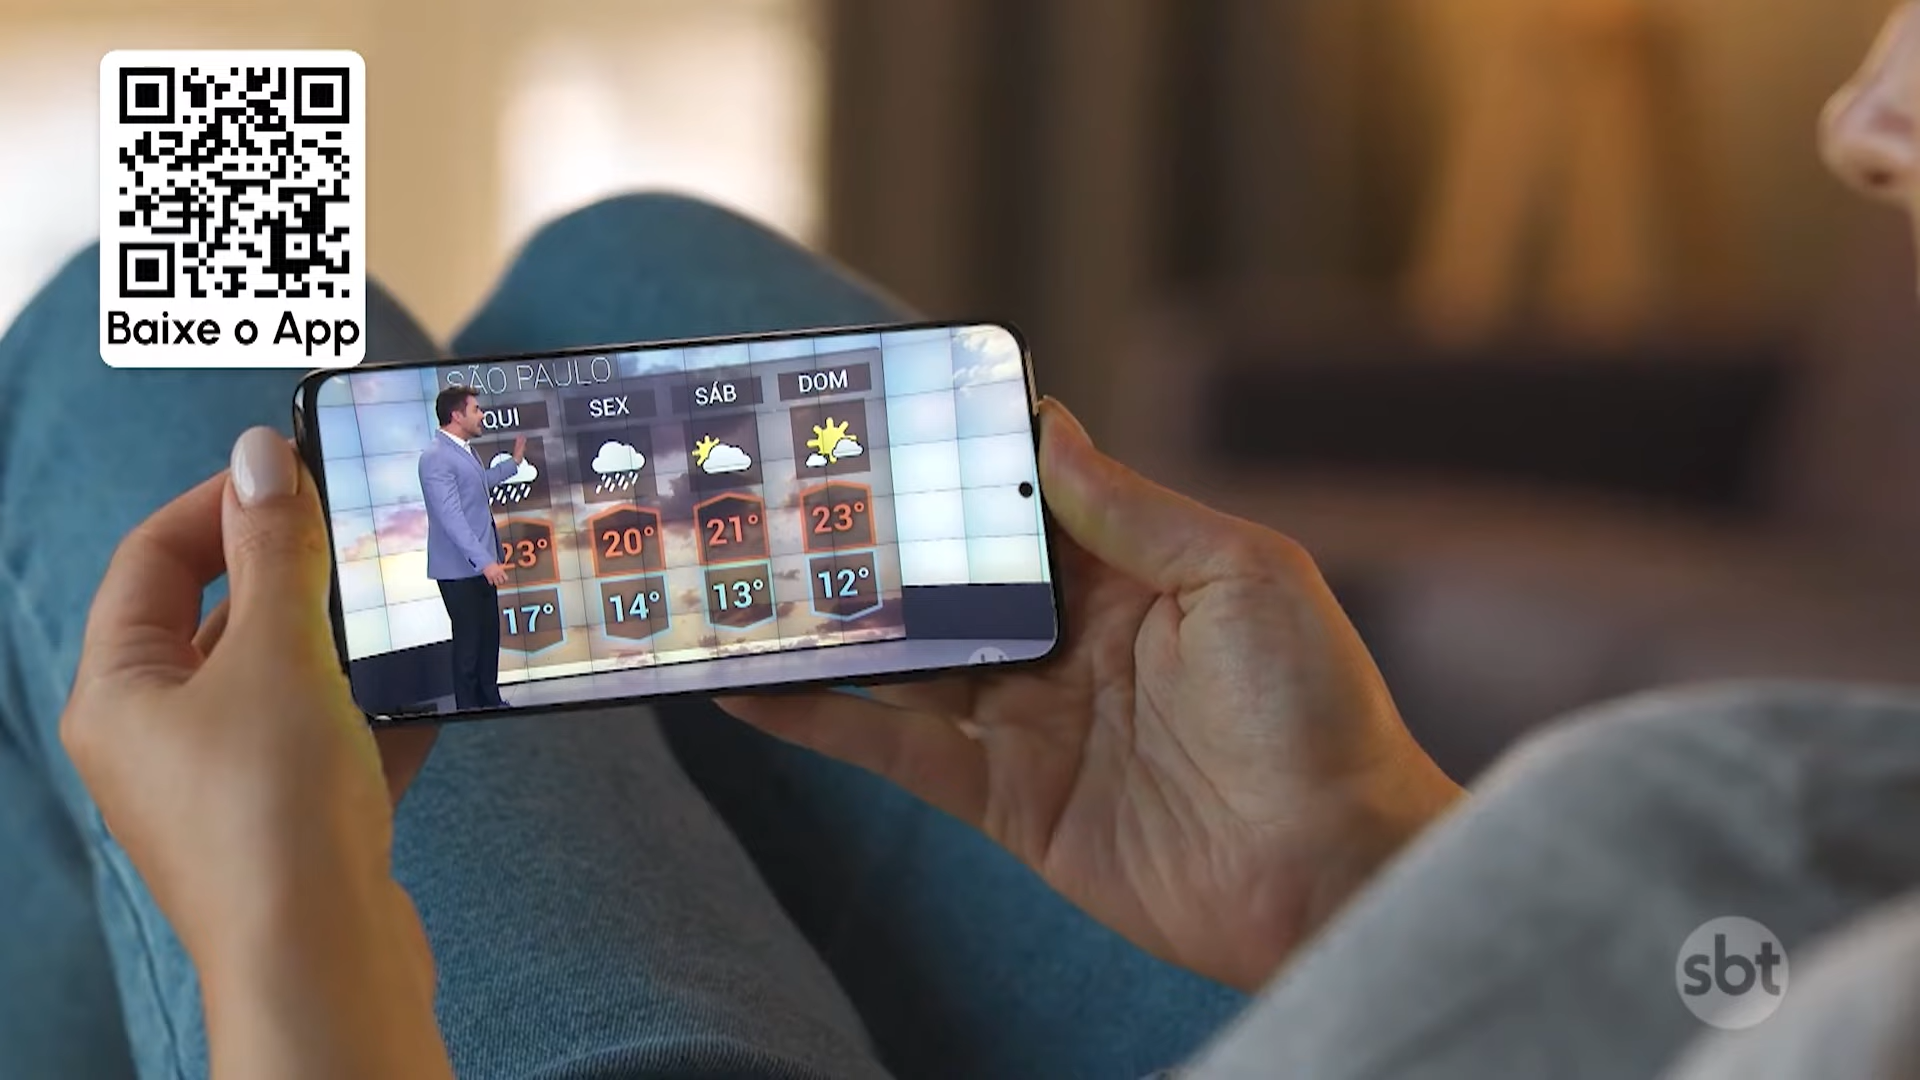 Baixe o App
SÃO PAULO
QUI SEX SÁB DOM
23° 20° 21° 23°
17° 14° 13° 12°
sbt